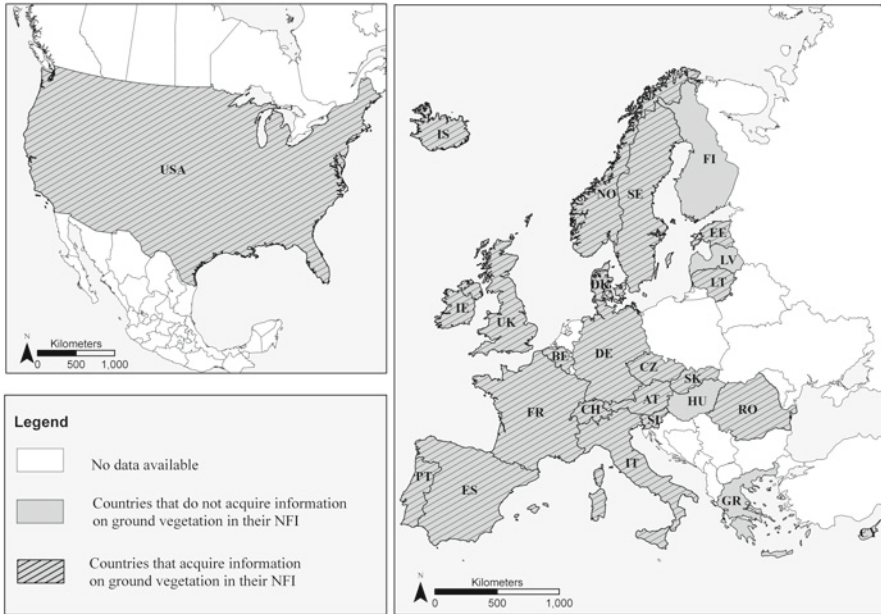 USA
N
Kilometers
0 500 1,000
Legend
No data available
Countries that do not acquire information
on ground vegetation in their NFI
Countries that acquire information
on ground vegetation in their NFI
IS
FI
NO
SE
EE
LV
LT
DK
IE
UK
BE
DE
CZ
SK
FR
CH
AT
HU
RO
SI
IT
PT
ES
GR
CY
N
Kilometers
0 500 1,000